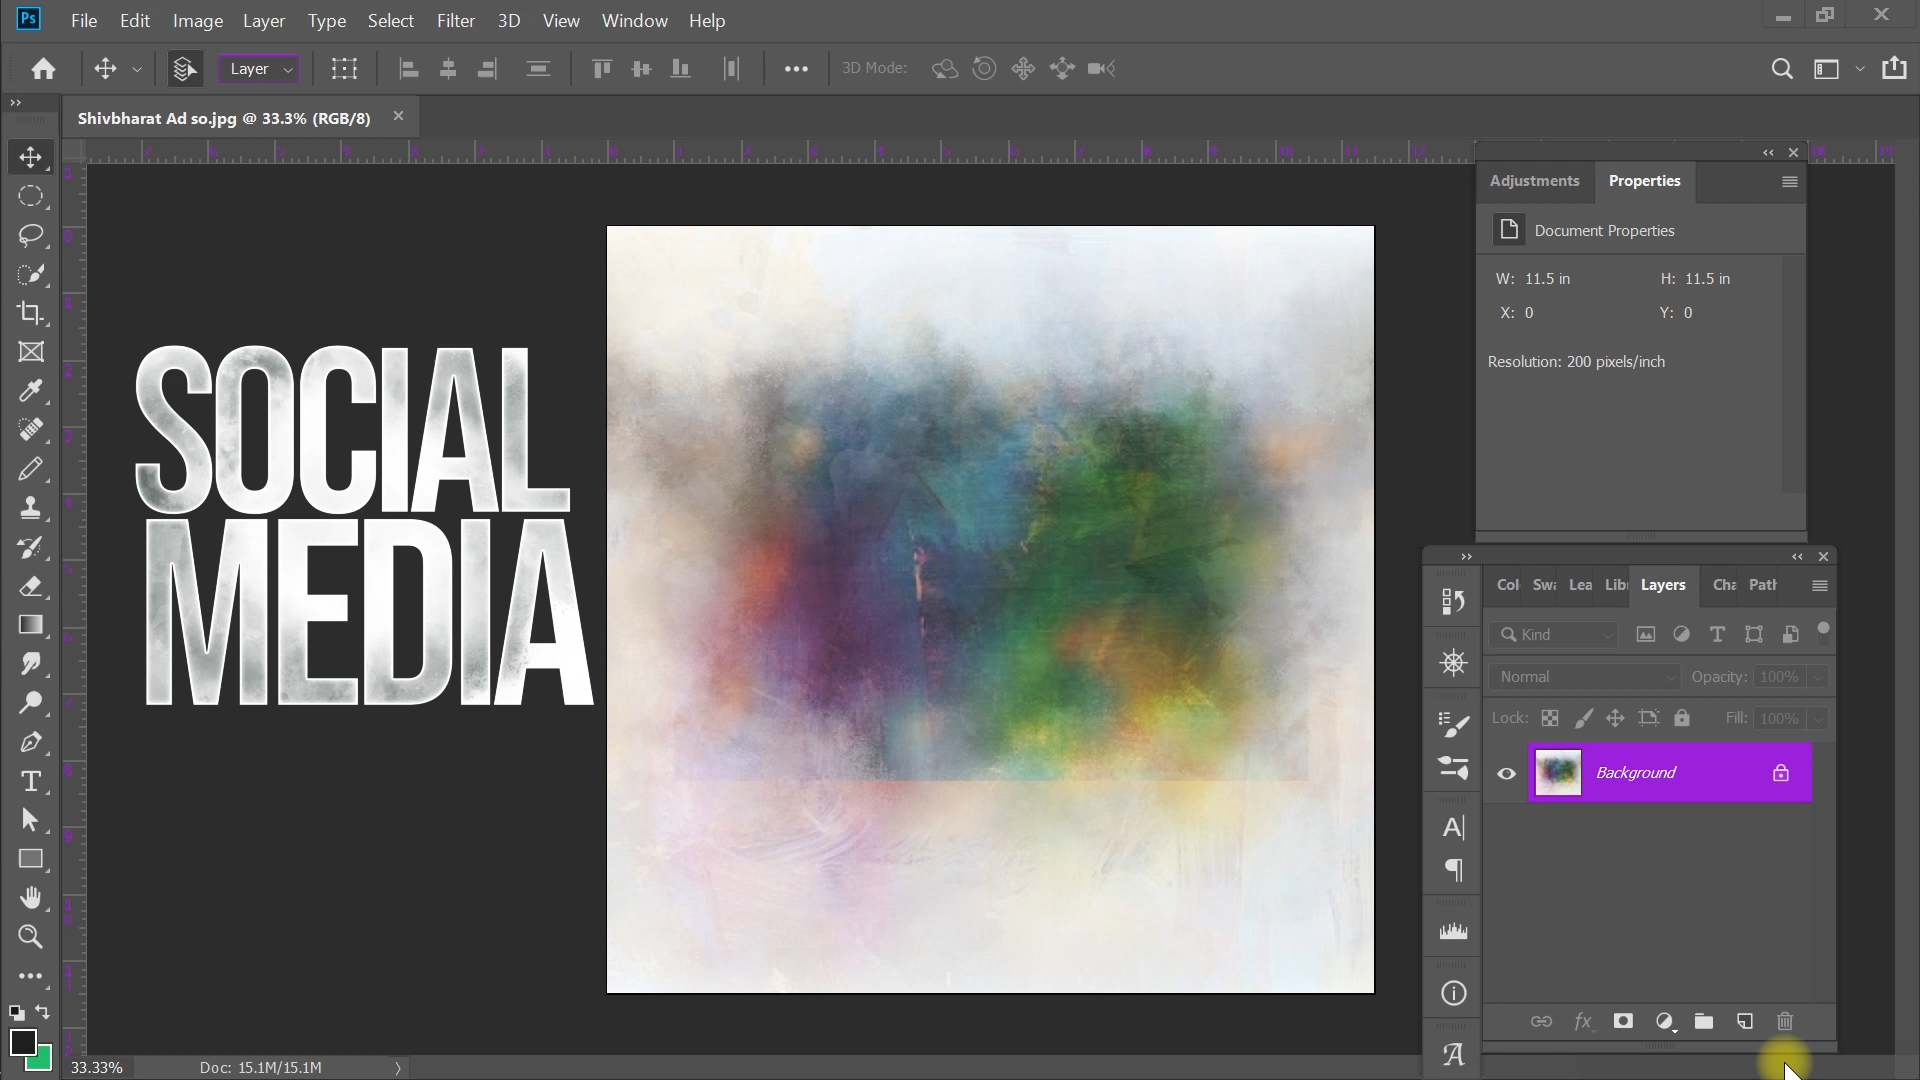 Ps File Edit Image Layer Type Select Filter 3D View Window Help
Layer 3D Mode:
Shivbharat Ad so.jpg @ 33.3% (RGB/8)
Adjustments Properties
Document Properties
W: 11.5 in H: 11.5 in
X: 0 Y: 0
Resolution: 200 pixels/inch
SOCIAL
MEDIA
Col Swa Lea Libr Layers Cha Path
Kind
Normal Opacity: 100%
Lock: Fill: 100%
Background
fx
33.33% Doc: 15.1M/15.1M